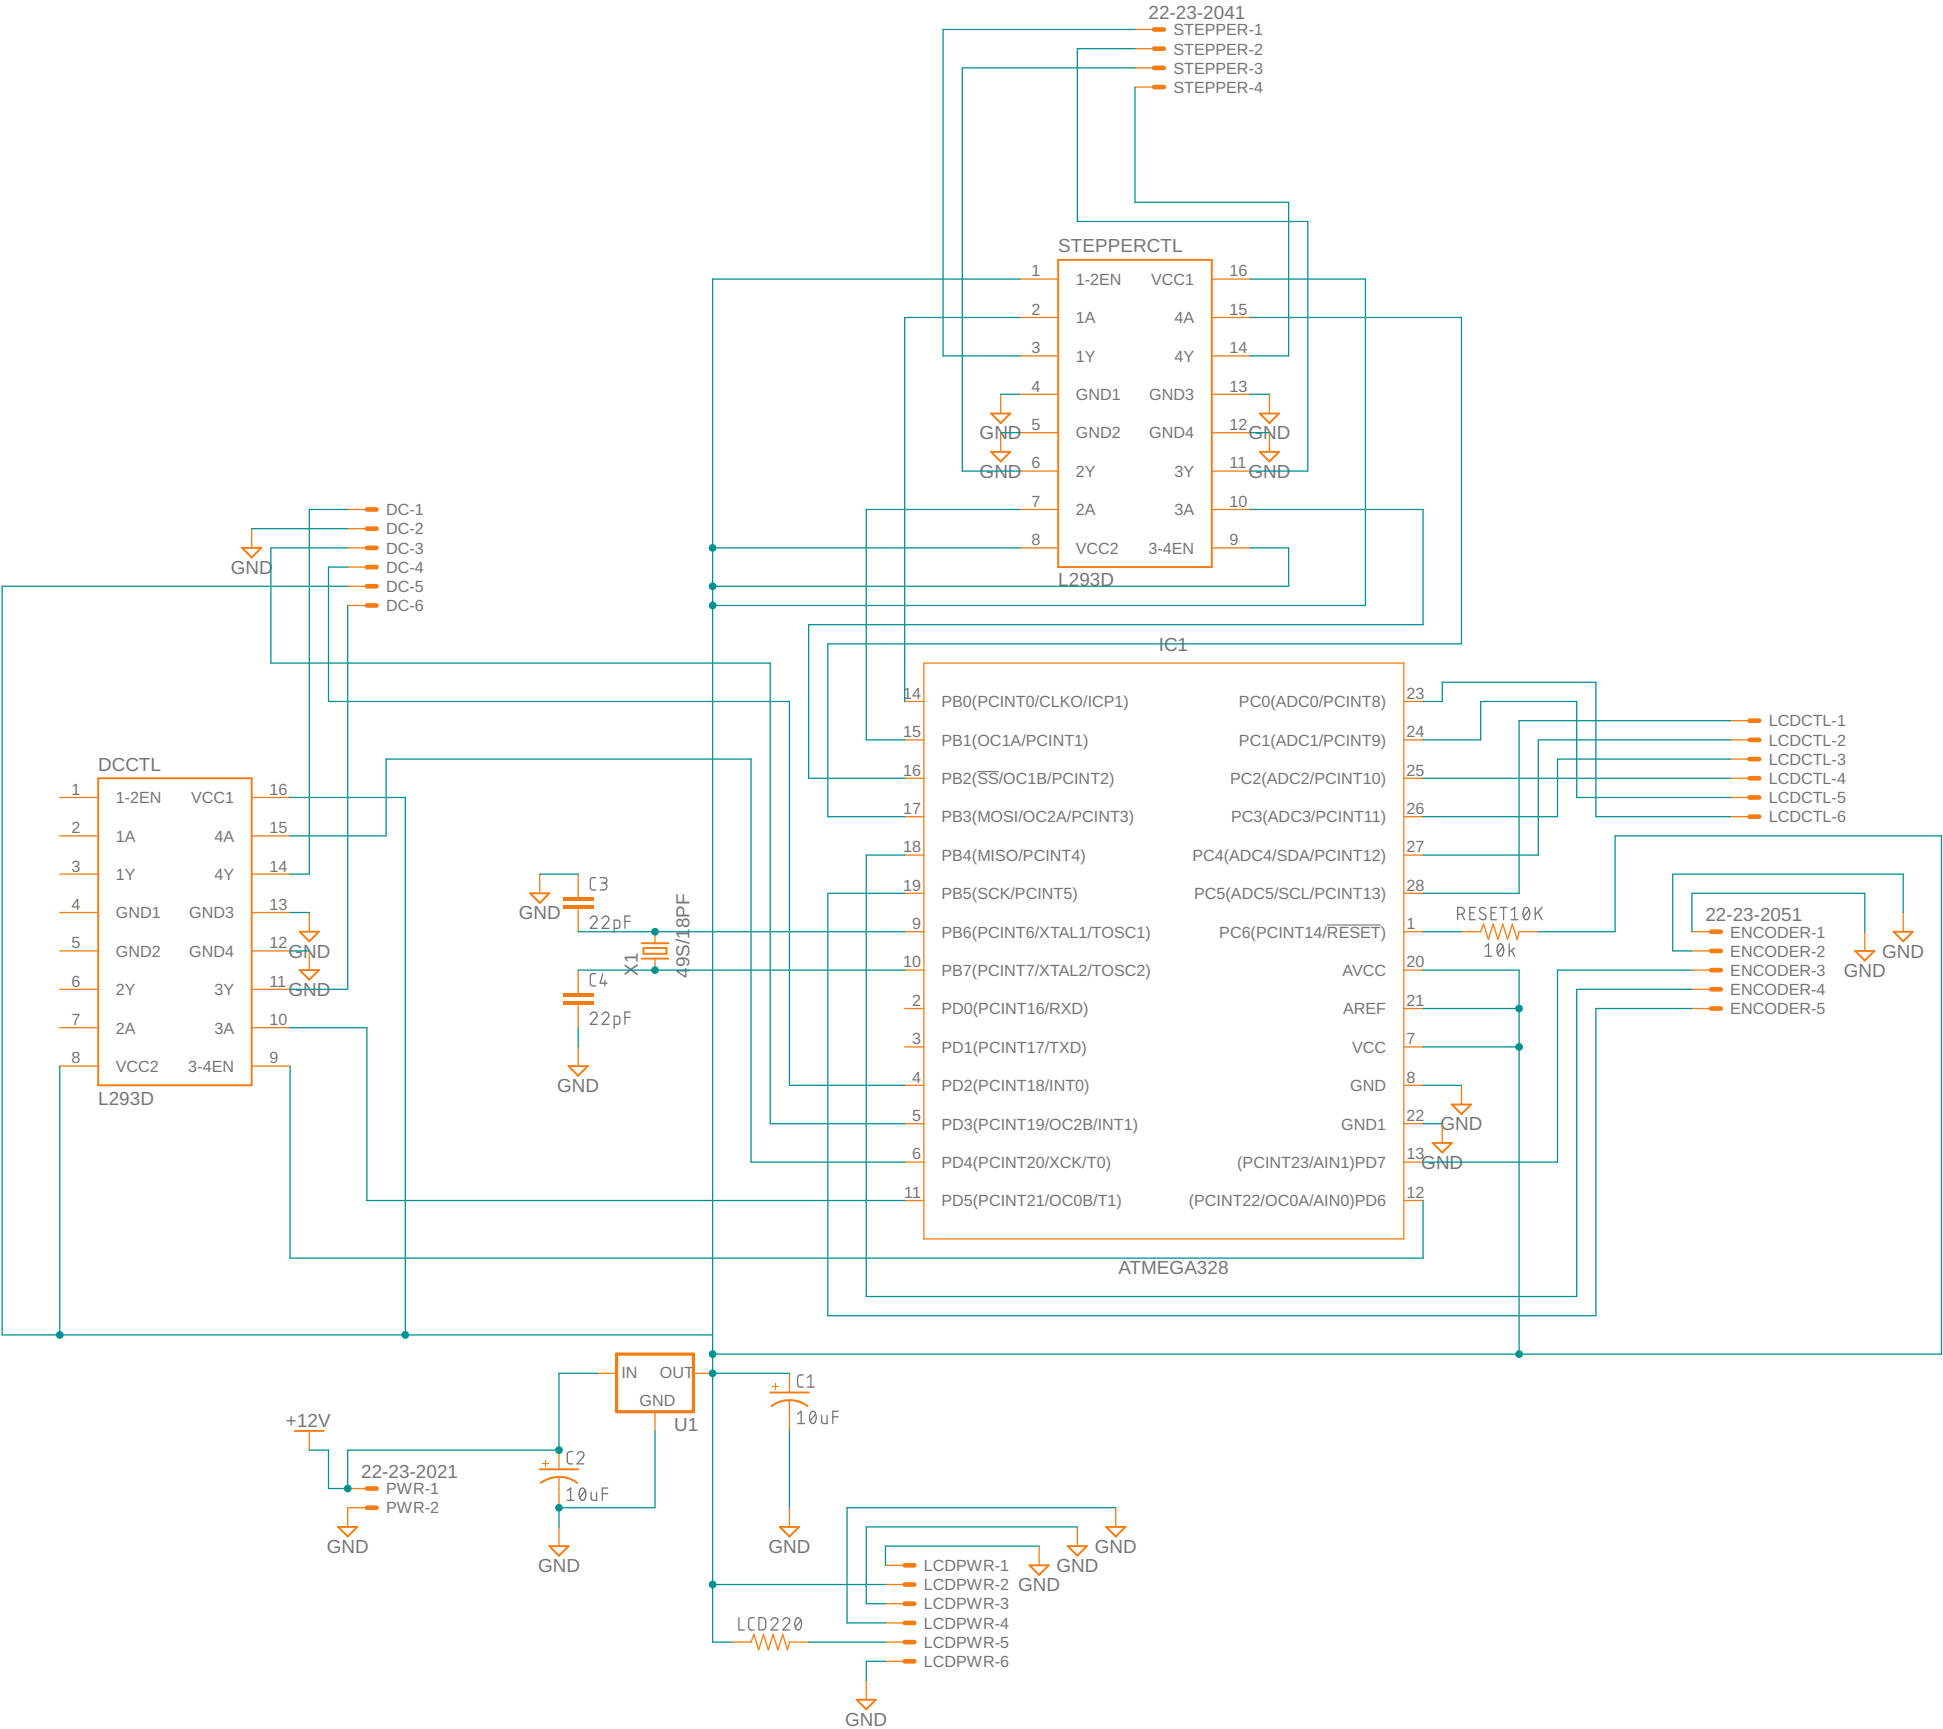 22-23-2041
STEPPER-1
STEPPER-2
STEPPER-3
STEPPER-4
STEPPERCTL
1 1-2EN VCC1 16
2 1A 4A 15
3 1Y 4Y 14
4 GND1 GND3 13
GND GND
5 GND2 GND4 12
GND GND
6 2Y 3Y 11
7 2A 3A 10
8 VCC2 3-4EN 9
L293D
DC-1
DC-2
DC-3
DC-4
DC-5
DC-6
GND
IC1
14 PB0(PCINT0/CLKO/ICP1) PC0(ADC0/PCINT8) 23
15 PB1(OC1A/PCINT1) PC1(ADC1/PCINT9) 24
16 PB2(SS/OC1B/PCINT2) PC2(ADC2/PCINT10) 25
17 PB3(MOSI/OC2A/PCINT3) PC3(ADC3/PCINT11) 26
18 PB4(MISO/PCINT4) PC4(ADC4/SDA/PCINT12) 27
19 PB5(SCK/PCINT5) PC5(ADC5/SCL/PCINT13) 28
9 PB6(PCINT6/XTAL1/TOSC1) PC6(PCINT14/RESET) 1
10 PB7(PCINT7/XTAL2/TOSC2) AVCC 20
2 PD0(PCINT16/RXD) AREF 21
3 PD1(PCINT17/TXD) VCC 7
4 PD2(PCINT18/INT0) GND 8
5 PD3(PCINT19/OC2B/INT1) GND1 22
6 PD4(PCINT20/XCK/T0) (PCINT23/AIN1)PD7 13
11 PD5(PCINT21/OC0B/T1) (PCINT22/OC0A/AIN0)PD6 12
GND
GND
ATMEGA328
LCDCTL-1
LCDCTL-2
LCDCTL-3
LCDCTL-4
LCDCTL-5
LCDCTL-6
RESET10K
10k
22-23-2051
ENCODER-1
ENCODER-2
ENCODER-3
ENCODER-4
ENCODER-5
GND
GND
DCCTL
1 1-2EN VCC1 16
2 1A 4A 15
3 1Y 4Y 14
4 GND1 GND3 13
GND
5 GND2 GND4 12
GND
6 2Y 3Y 11
7 2A 3A 10
8 VCC2 3-4EN 9
L293D
C3
GND
22pF
X1
49S/18PF
C4
22pF
GND
IN OUT
GND
U1
C1
10uF
GND
+12V
C2
10uF
GND
22-23-2021
PWR-1
PWR-2
GND
LCDPWR-1
LCDPWR-2
LCDPWR-3
LCDPWR-4
LCDPWR-5
LCDPWR-6
GND
GND
GND
LCD220
GND